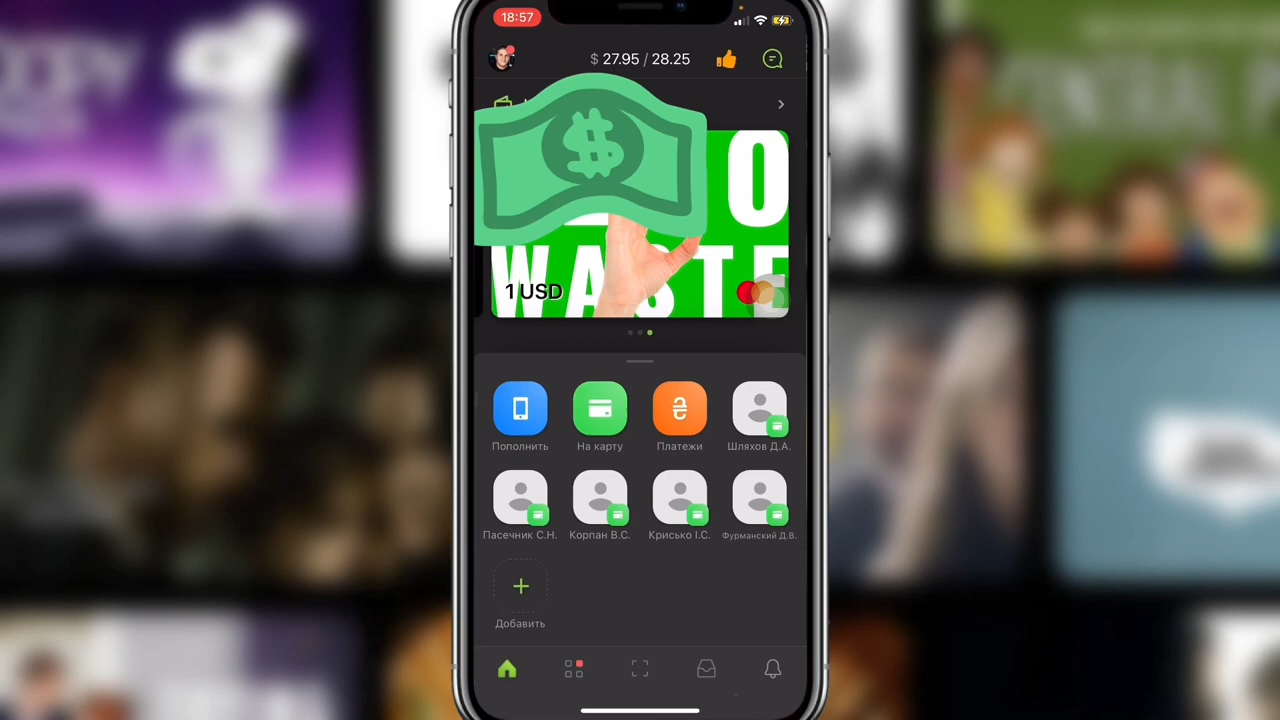 18:57
$ 27.95 / 28.25
O
WASTE
1 USD
Пополнить
На карту
Платежи
Шляхов Д.А.
Пасечник С.Н.
Корпан В.С.
Крисько І.С.
Фурманский Д.В.
Добавить